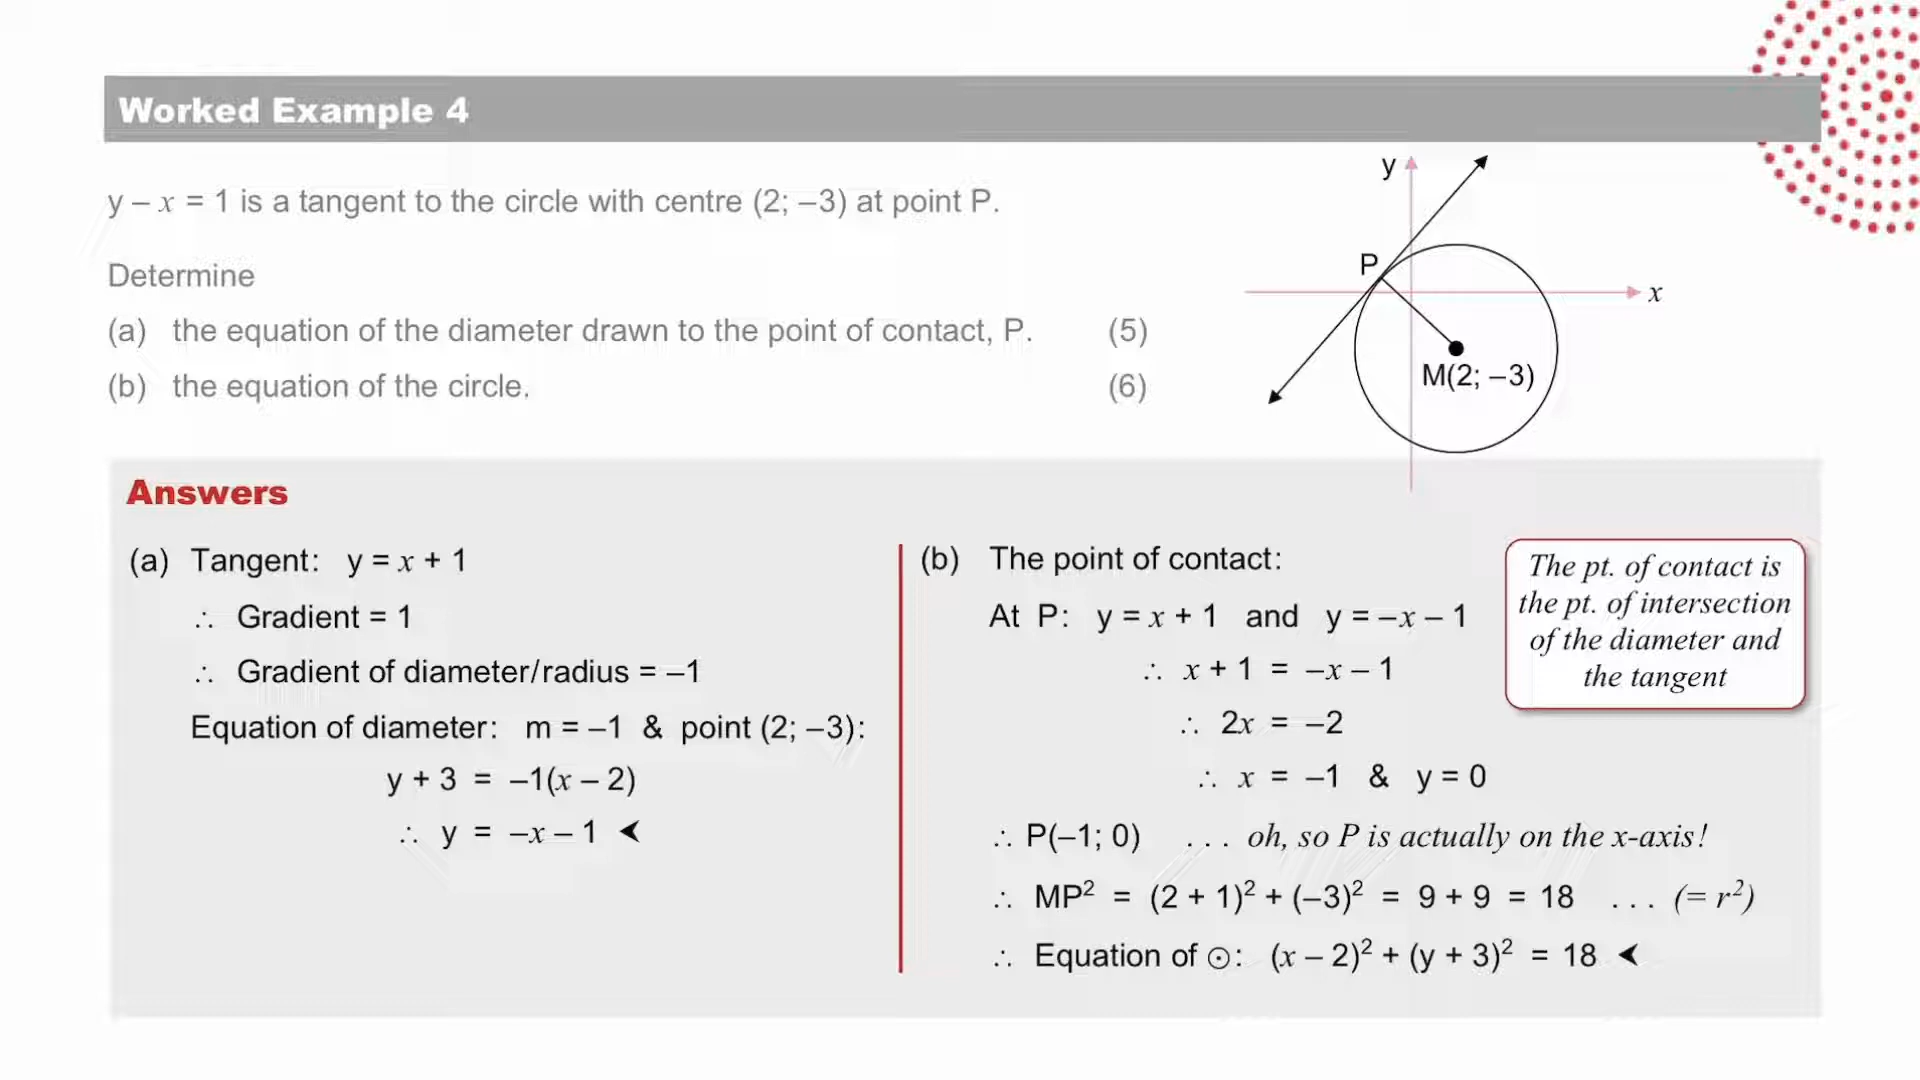 Worked Example 4
y – x = 1 is a tangent to the circle with centre (2; –3) at point P.
Determine
(a) the equation of the diameter drawn to the point of contact, P. (5)
(b) the equation of the circle. (6)
y
P
x
M(2; –3)
Answers
(a) Tangent: y = x + 1
∴ Gradient = 1
∴ Gradient of diameter/radius = –1
Equation of diameter: m = –1 & point (2; –3):
y + 3 = –1(x – 2)
∴ y = –x – 1 ⮜
(b) The point of contact:
At P: y = x + 1 and y = –x – 1
∴ x + 1 = –x – 1
∴ 2x = –2
∴ x = –1 & y = 0
∴ P(–1; 0) . . . oh, so P is actually on the x-axis!
∴ MP² = (2 + 1)² + (–3)² = 9 + 9 = 18 . . . (= r²)
∴ Equation of ⊙: (x – 2)² + (y + 3)² = 18 ⮜
The pt. of contact is
the pt. of intersection
of the diameter and
the tangent